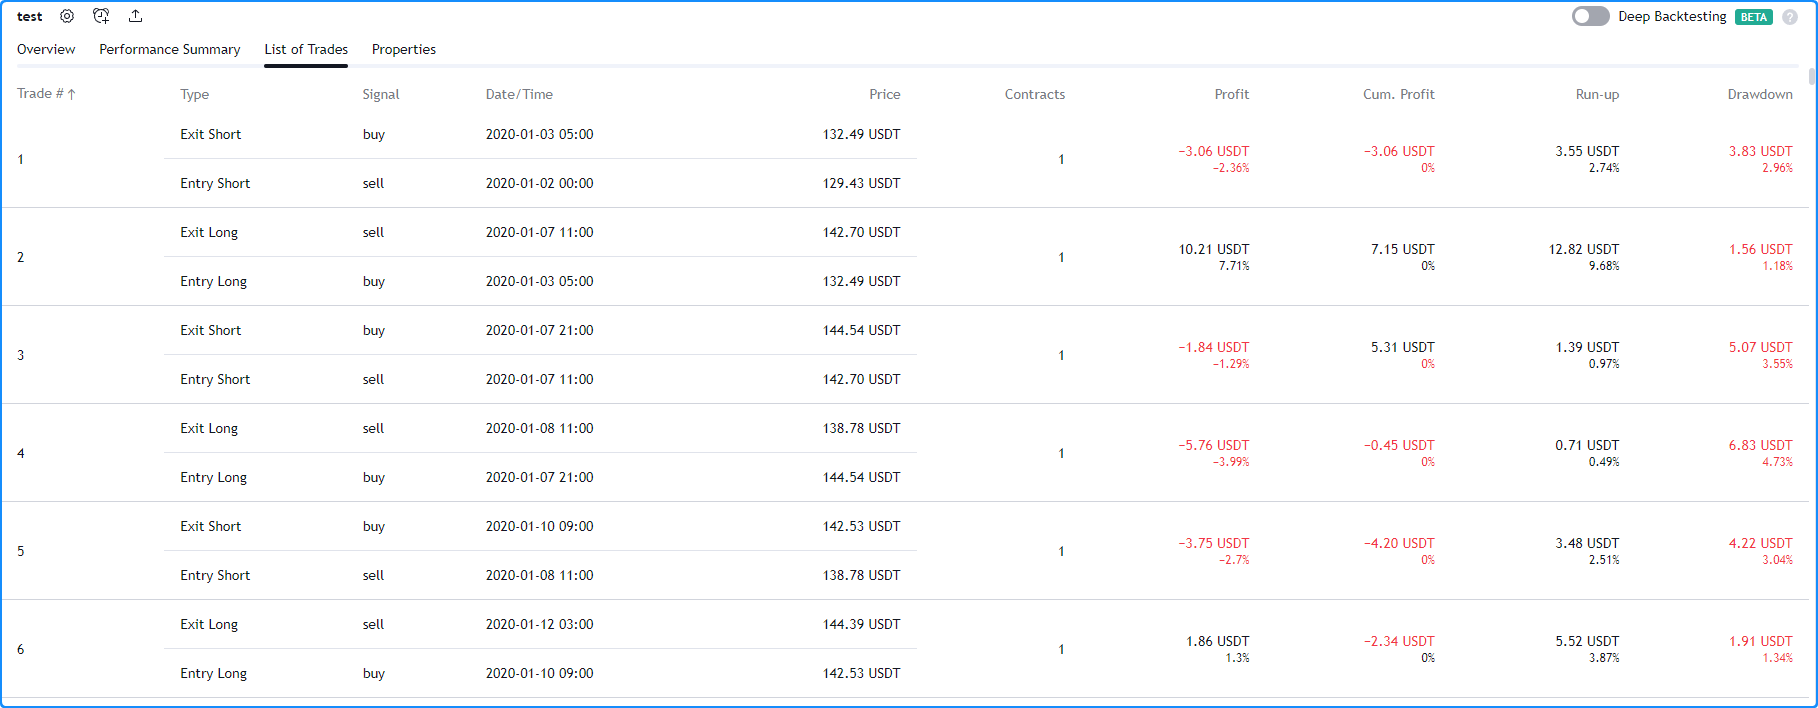 test Deep Backtesting BETA ?
Overview Performance Summary List of Trades Properties
Trade # ↑ Type Signal Date/Time Price Contracts Profit Cum. Profit Run-up Drawdown
Exit Short buy 2020-01-03 05:00 132.49 USDT
1 1 −3.06 USDT −3.06 USDT 3.55 USDT 3.83 USDT
−2.36% 0% 2.74% 2.96%
Entry Short sell 2020-01-02 00:00 129.43 USDT
Exit Long sell 2020-01-07 11:00 142.70 USDT
2 1 10.21 USDT 7.15 USDT 12.82 USDT 1.56 USDT
7.71% 0% 9.68% 1.18%
Entry Long buy 2020-01-03 05:00 132.49 USDT
Exit Short buy 2020-01-07 21:00 144.54 USDT
3 1 −1.84 USDT 5.31 USDT 1.39 USDT 5.07 USDT
−1.29% 0% 0.97% 3.55%
Entry Short sell 2020-01-07 11:00 142.70 USDT
Exit Long sell 2020-01-08 11:00 138.78 USDT
4 1 −5.76 USDT −0.45 USDT 0.71 USDT 6.83 USDT
−3.99% 0% 0.49% 4.73%
Entry Long buy 2020-01-07 21:00 144.54 USDT
Exit Short buy 2020-01-10 09:00 142.53 USDT
5 1 −3.75 USDT −4.20 USDT 3.48 USDT 4.22 USDT
−2.7% 0% 2.51% 3.04%
Entry Short sell 2020-01-08 11:00 138.78 USDT
Exit Long sell 2020-01-12 03:00 144.39 USDT
6 1 1.86 USDT −2.34 USDT 5.52 USDT 1.91 USDT
1.3% 0% 3.87% 1.34%
Entry Long buy 2020-01-10 09:00 142.53 USDT